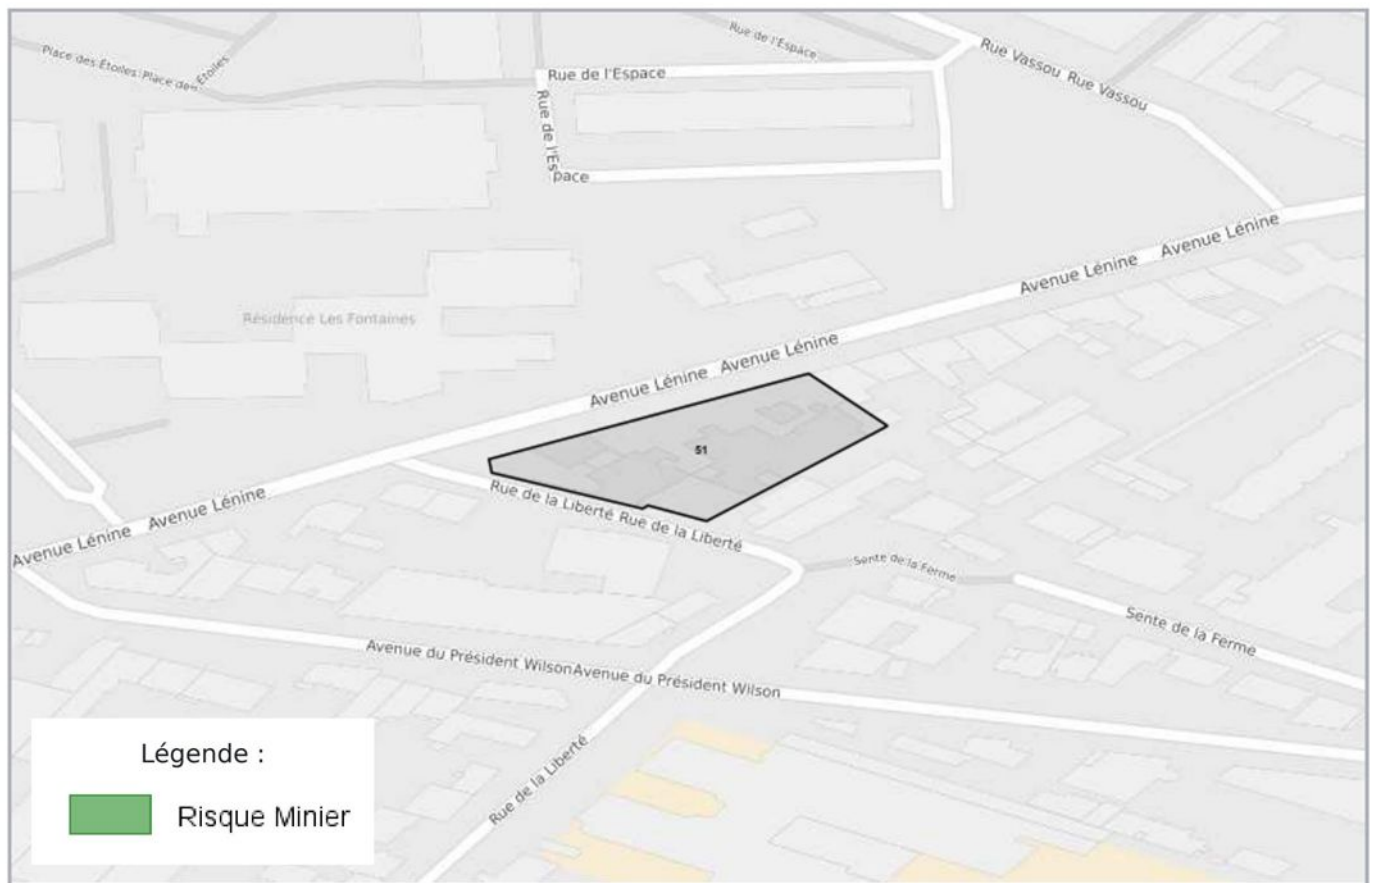 Place des Étoiles Place des Étoiles
Rue de l'Espace
Rue de l'Espace
Rue de l'Espace
Rue Vassou Rue Vassou
Avenue Lénine Avenue Lénine
Résidence Les Fontaines
Avenue Lénine Avenue Lénine
51
Rue de la Liberté Rue de la Liberté
Avenue Lénine Avenue Lénine
Sente de la Ferme
Sente de la Ferme
Avenue du Président Wilson Avenue du Président Wilson
Rue de la Liberté
Légende :
Risque Minier